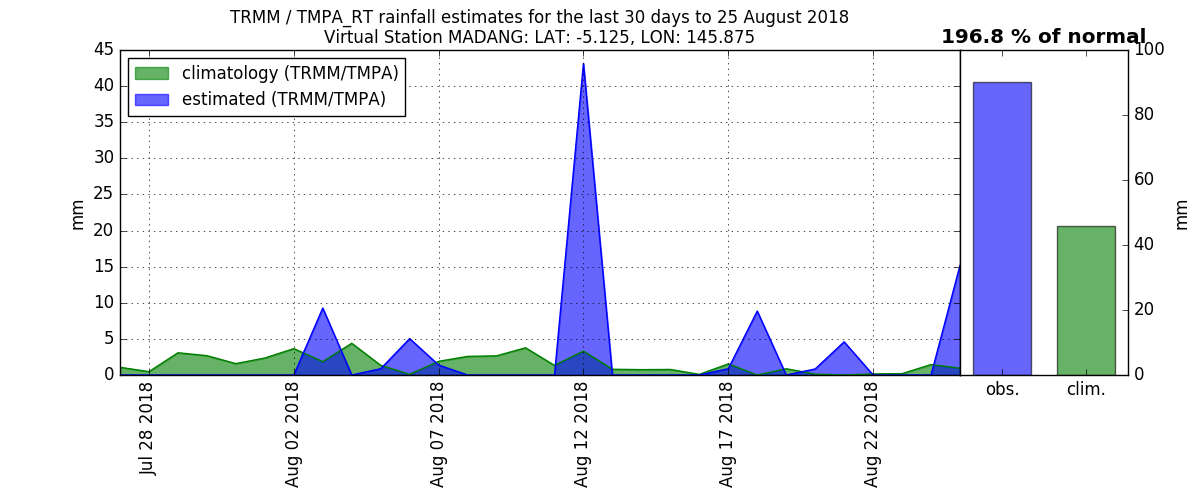 TRMM / TMPA_RT rainfall estimates for the last 30 days to 25 August 2018
Virtual Station MADANG: LAT: -5.125, LON: 145.875
196.8 % of normal
climatology (TRMM/TMPA)
estimated (TRMM/TMPA)
45
40
35
30
25
20
15
10
5
0
mm
Jul 28 2018
Aug 02 2018
Aug 07 2018
Aug 12 2018
Aug 17 2018
Aug 22 2018
100
80
60
40
20
0
mm
obs.
clim.